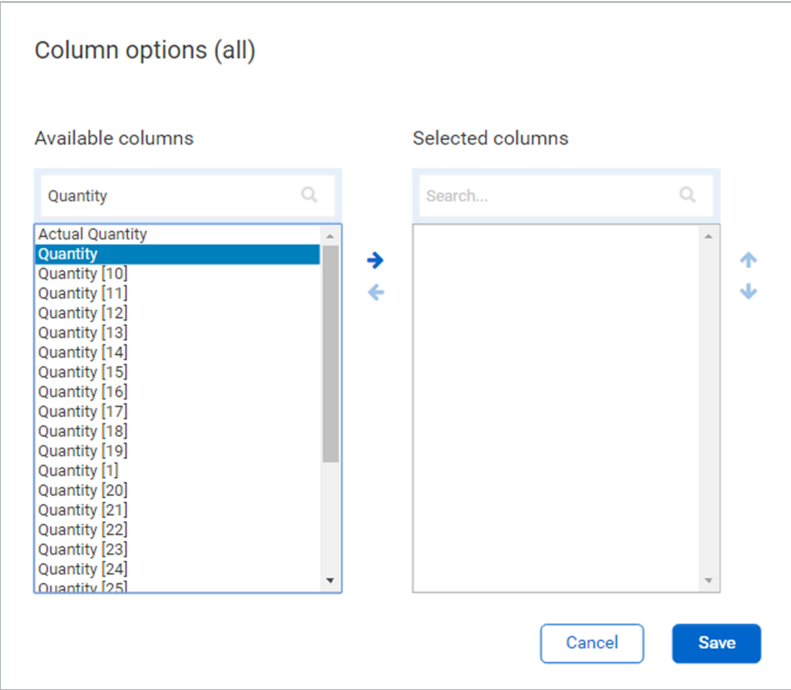 Column options (all)
Available columns
Selected columns
Quantity
Search...
Actual Quantity
Quantity
Quantity [10]
Quantity [11]
Quantity [12]
Quantity [13]
Quantity [14]
Quantity [15]
Quantity [16]
Quantity [17]
Quantity [18]
Quantity [19]
Quantity [1]
Quantity [20]
Quantity [21]
Quantity [22]
Quantity [23]
Quantity [24]
Quantity [25]
Cancel
Save